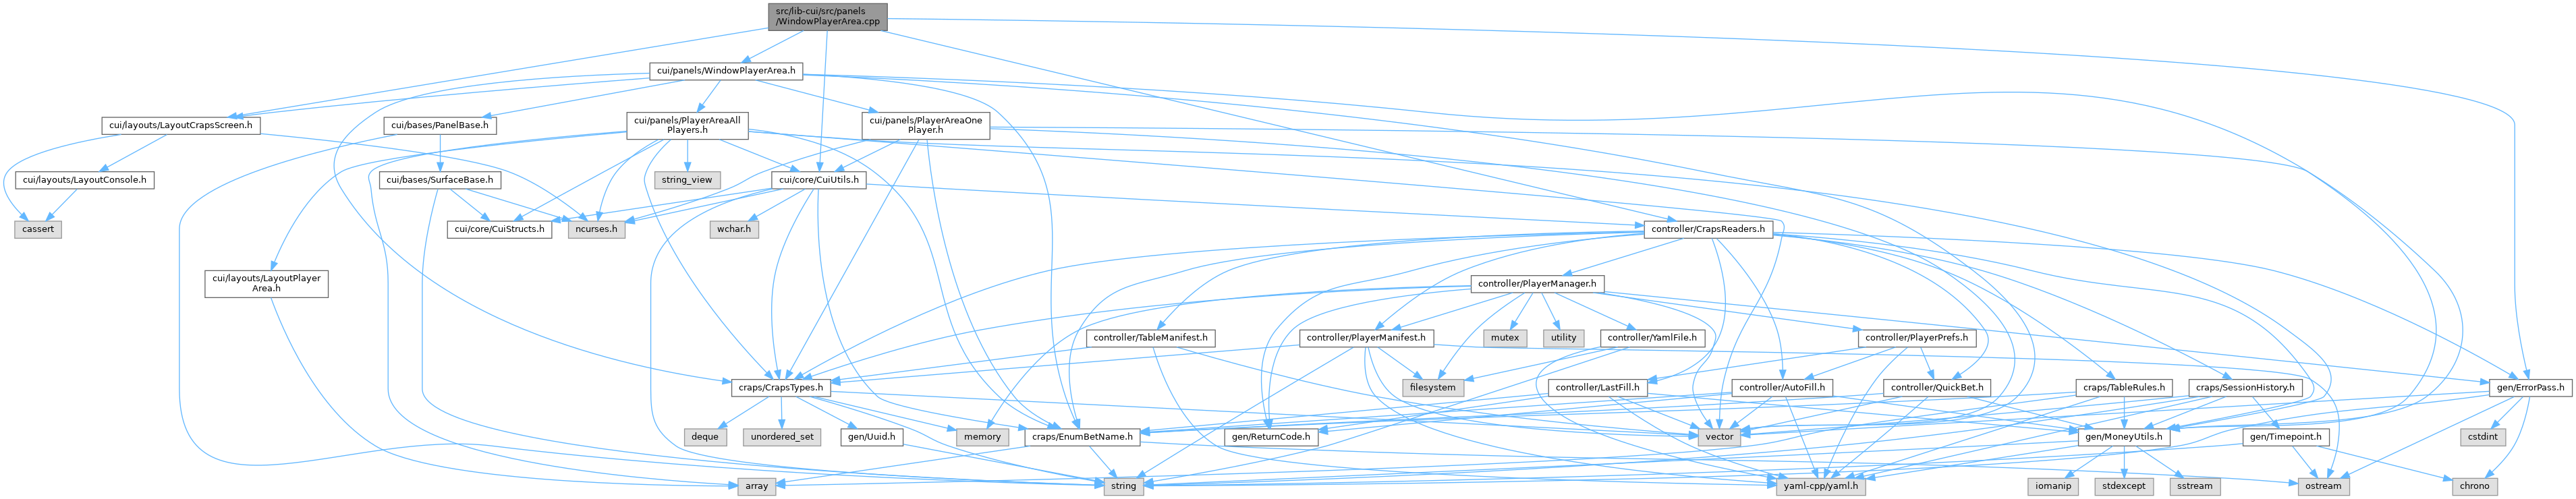 src/lib-cui/src/panels
/WindowPlayerArea.cpp
cui/panels/WindowPlayerArea.h
cui/layouts/LayoutCrapsScreen.h
cui/bases/PanelBase.h
cui/panels/PlayerAreaAll
Players.h
cui/panels/PlayerAreaOne
Player.h
cui/layouts/LayoutConsole.h
cui/bases/SurfaceBase.h
string_view
cui/core/CuiUtils.h
cassert
cui/core/CuiStructs.h
ncurses.h
wchar.h
controller/CrapsReaders.h
cui/layouts/LayoutPlayer
Area.h
controller/PlayerManager.h
controller/TableManifest.h
controller/PlayerManifest.h
mutex
utility
controller/YamlFile.h
controller/PlayerPrefs.h
craps/CrapsTypes.h
filesystem
controller/LastFill.h
controller/AutoFill.h
controller/QuickBet.h
craps/TableRules.h
craps/SessionHistory.h
gen/ErrorPass.h
deque
unordered_set
gen/Uuid.h
memory
craps/EnumBetName.h
gen/ReturnCode.h
vector
gen/MoneyUtils.h
gen/Timepoint.h
cstdint
array
string
yaml-cpp/yaml.h
iomanip
stdexcept
sstream
ostream
chrono